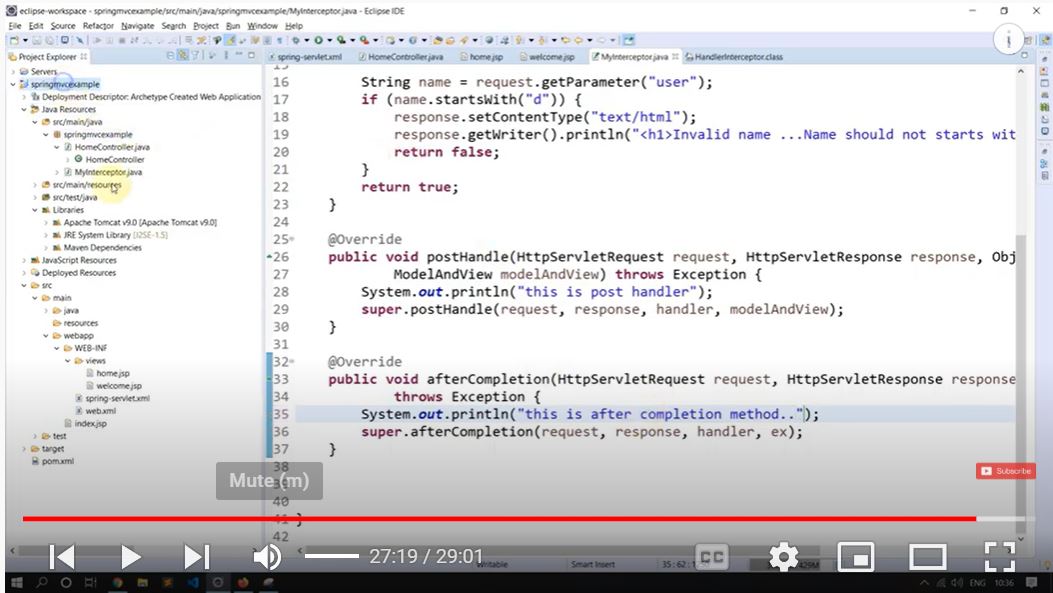 eclipse-workspace - springmvcexample/src/main/java/springmvcexample/MyInterceptor.java - Eclipse IDE
File Edit Source Refactor Navigate Search Project Run Window Help
Project Explorer
spring-servlet.xml HomeController.java home.jsp welcome.jsp MyInterceptor.java HandlerInterceptor.class
Servers
springmvcexample
Deployment Descriptor: Archetype Created Web Application
Java Resources
src/main/java
springmvcexample
HomeController.java
HomeController
MyInterceptor.java
src/main/resources
src/test/java
Libraries
Apache Tomcat v9.0 [Apache Tomcat v9.0]
JRE System Library [J2SE-1.5]
Maven Dependencies
JavaScript Resources
Deployed Resources
src
main
java
resources
webapp
WEB-INF
views
home.jsp
welcome.jsp
spring-servlet.xml
web.xml
index.jsp
test
target
pom.xml
16 String name = request.getParameter("user");
17 if (name.startsWith("d")) {
18 response.setContentType("text/html");
19 response.getWriter().println("<h1>Invalid name ...Name should not starts wit
20 return false;
21 }
22 return true;
23 }
24
25 @Override
26 public void postHandle(HttpServletRequest request, HttpServletResponse response, Obj
27 ModelAndView modelAndView) throws Exception {
28 System.out.println("this is post handler");
29 super.postHandle(request, response, handler, modelAndView);
30 }
31
32 @Override
33 public void afterCompletion(HttpServletRequest request, HttpServletResponse response
34 throws Exception {
35 System.out.println("this is after completion method..");
36 super.afterCompletion(request, response, handler, ex);
37 }
38
39
40
41 }
42
Mute (m)
Subscribe
27:19 / 29:01
CC
Writable Smart Insert
ENG 10:36